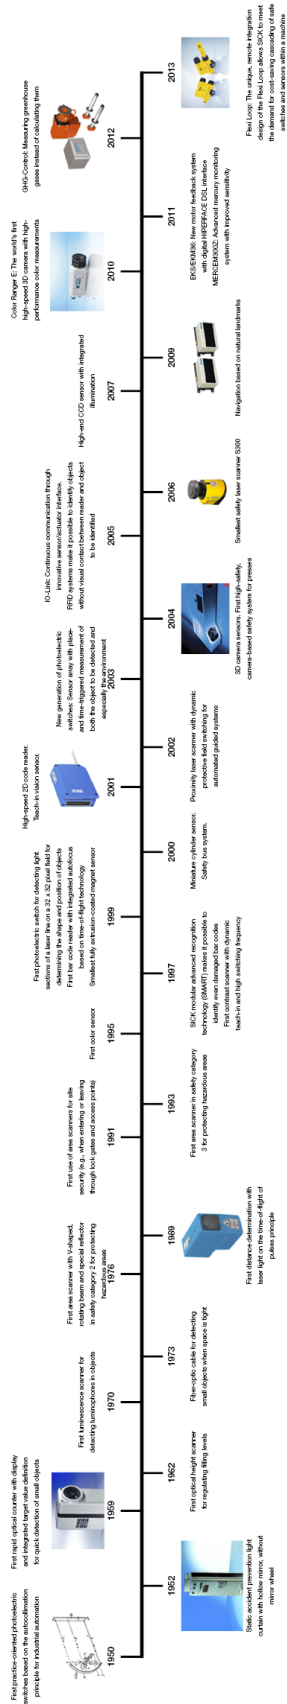 First practice-oriented photoelectric
switches based on the autocollimation
principle for industrial automation
1950
1952
Static accident prevention light
curtain with hollow mirror, without
mirror wheel
First rapid optical counter with display
and integrated target value definition
for quick detection of small objects
1959
1962
First optical height scanner
for regulating filling levels
First luminescence scanner for
detecting luminophores in objects
1970
1973
Fiber-optic cable for detecting
small objects when space is tight
First area scanner with V-shaped,
rotating beam and special reflector
in safety category 2 for protecting
hazardous areas
1976
1989
First distance determination with
laser light on the time-of-flight of
pulses principle
First use of area scanners for site
security (e.g., when entering or leaving
through lock gates and access points)
1991
1993
First area scanner in safety category
3 for protecting hazardous areas
First color sensor
1995
1997
SICK modular advanced recognition
technology (SMART) makes it possible to
identify even damaged bar codes
First contrast scanner with dynamic
teach-in and high switching frequency
First photoelectric switch for detecting light
sections of a laser line on a 32 x 32 pixel field for
determining the shape and position of objects
First bar code reader with integrated autofocus
based on time-of-flight technology
Smallest fully extrusion-coated magnet sensor
1999
2000
Miniature cylinder sensor.
Safety bus system.
High-speed 2D code reader.
Teach-in vision sensor.
2001
2002
Proximity laser scanner with dynamic
protective field switching for
automated guided systems
New generation of photoelectric
switches: Sensor array with place-
and time-triggered measurement of
both the object to be detected and
especially the environment
2003
2004
3D camera sensors. First high-safety,
camera-based safety system for presses
IO-Link: Continuous communication through
innovative sensor/actuator interface.
RFID systems make it possible to identify objects
without visual contact between reader and object
to be identified
2005
2006
Smallest safety laser scanner S300
High-end CCD sensor with integrated
illumination
2007
2009
Navigation based on natural landmarks
Color Ranger E: The world's first
high-speed 3D camera with high-
performance color measurements
2010
2011
EKS/EKM36: New motor feedback system
with digital HIPERFACE DSL interface
MERCEM300Z: Advanced mercury monitoring
system with improved sensitivity
GHG-Control: Measuring greenhouse
gases instead of calculating them
2012
2013
Flexi Loop: The unique, remote integration
design of the Flexi Loop allows SICK to meet
the demand for cost-saving cascading of safe
switches and sensors within a machine